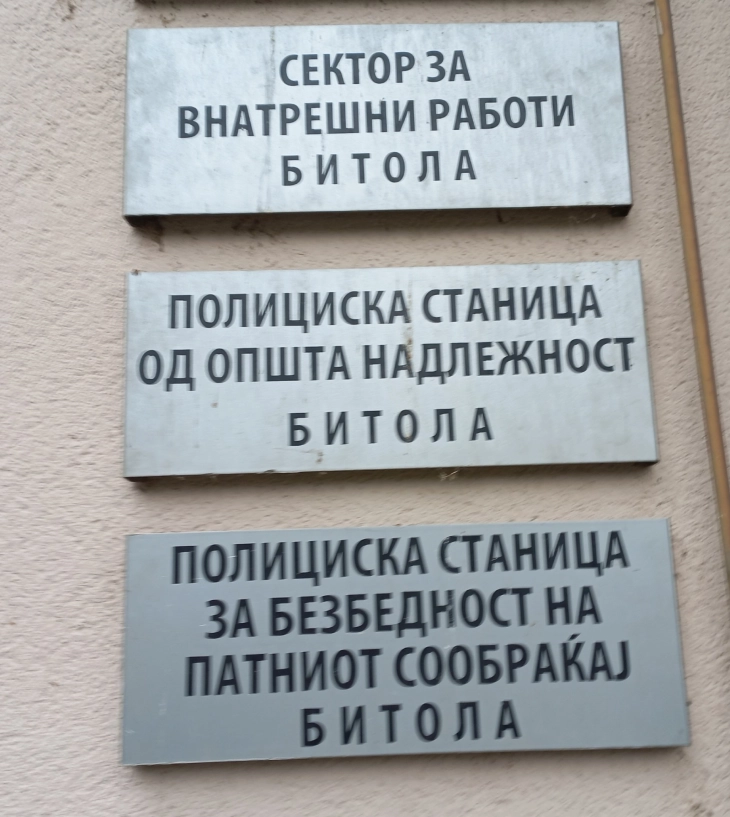 СЕКТОР ЗА
ВНАТРЕШНИ РАБОТИ
БИТОЛА
ПОЛИЦИСКА СТАНИЦА
ОД ОПШТА НАДЛЕЖНОСТ
БИТОЛА
ПОЛИЦИСКА СТАНИЦА
ЗА БЕЗБЕДНОСТ НА
ПАТНИОТ СООБРАЌАЈ
БИТОЛА